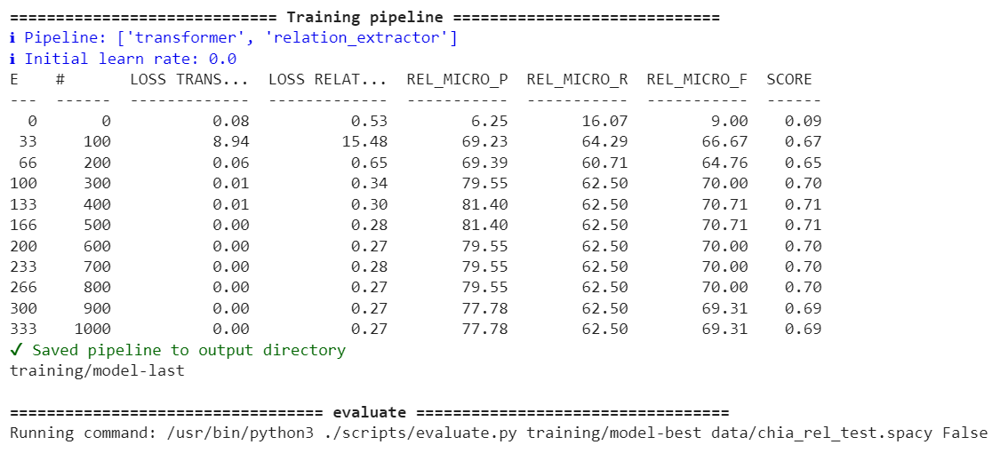 ============================= Training pipeline =============================
ℹ Pipeline: ['transformer', 'relation_extractor']
ℹ Initial learn rate: 0.0
E    #       LOSS TRANS...  LOSS RELAT...  REL_MICRO_P  REL_MICRO_R  REL_MICRO_F  SCORE
---  ------  -------------  -------------  -----------  -----------  -----------  ------
  0       0           0.08           0.53         6.25        16.07         9.00    0.09
 33     100           8.94          15.48        69.23        64.29        66.67    0.67
 66     200           0.06           0.65        69.39        60.71        64.76    0.65
100     300           0.01           0.34        79.55        62.50        70.00    0.70
133     400           0.01           0.30        81.40        62.50        70.71    0.71
166     500           0.00           0.28        81.40        62.50        70.71    0.71
200     600           0.00           0.27        79.55        62.50        70.00    0.70
233     700           0.00           0.28        79.55        62.50        70.00    0.70
266     800           0.00           0.27        79.55        62.50        70.00    0.70
300     900           0.00           0.27        77.78        62.50        69.31    0.69
333    1000           0.00           0.27        77.78        62.50        69.31    0.69
✔ Saved pipeline to output directory
training/model-last
================================== evaluate ==================================
Running command: /usr/bin/python3 ./scripts/evaluate.py training/model-best data/chia_rel_test.spacy False